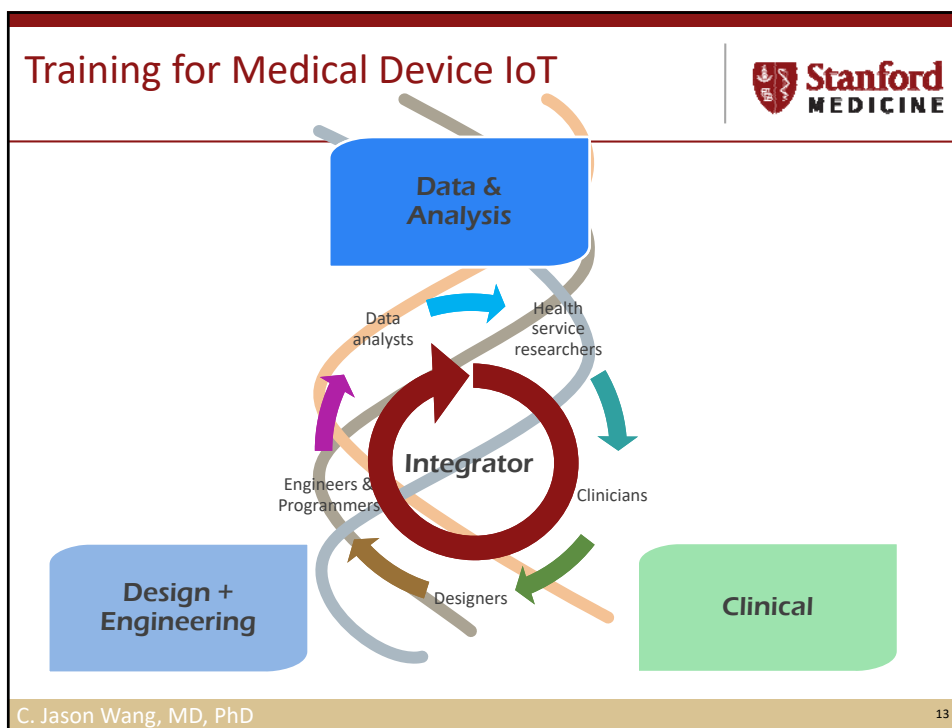 Training for Medical Device IoT
Stanford
MEDICINE
Data &
Analysis
Data
analysts
Health
service
researchers
Integrator
Engineers &
Programmers
Clinicians
Designers
Design +
Engineering
Clinical
C. Jason Wang, MD, PhD
13